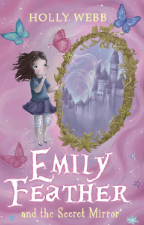 HOLLY WEBB
EMILY
FEATHER
and the Secret Mirror